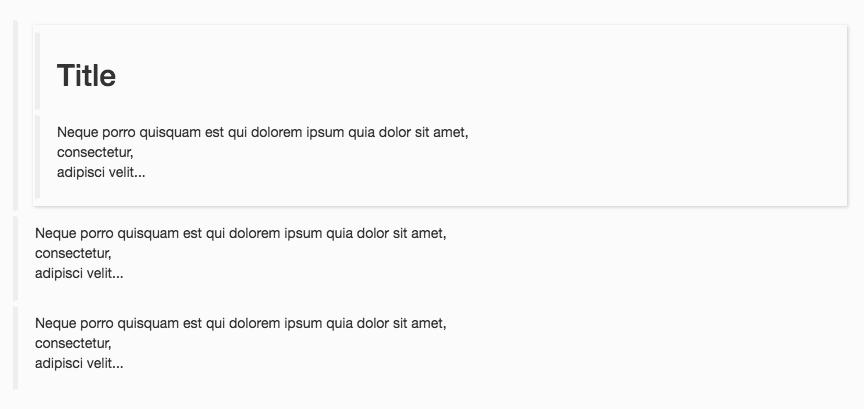 Title
Neque porro quisquam est qui dolorem ipsum quia dolor sit amet,
consectetur,
adipisci velit...
Neque porro quisquam est qui dolorem ipsum quia dolor sit amet,
consectetur,
adipisci velit...
Neque porro quisquam est qui dolorem ipsum quia dolor sit amet,
consectetur,
adipisci velit...